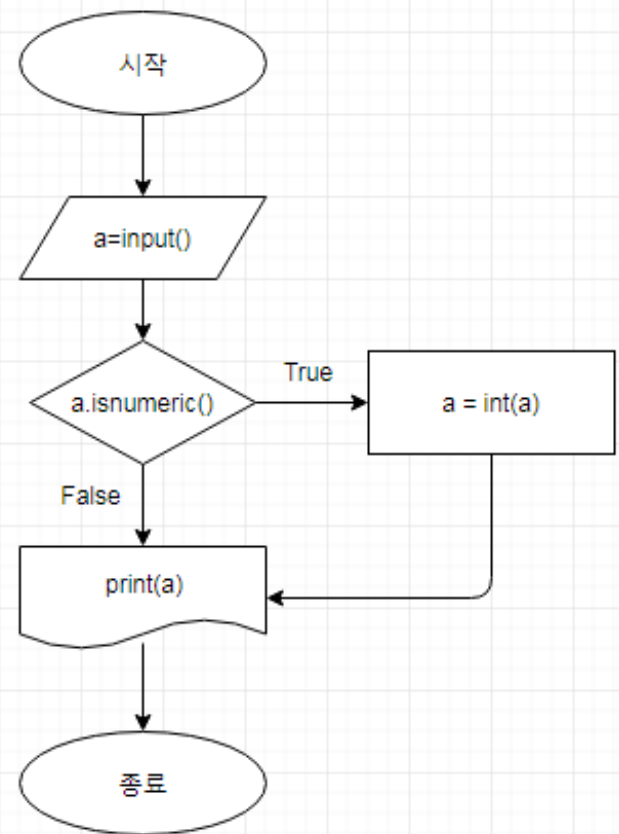 시작
a=input()
a.isnumeric()
True
a = int(a)
False
print(a)
종료